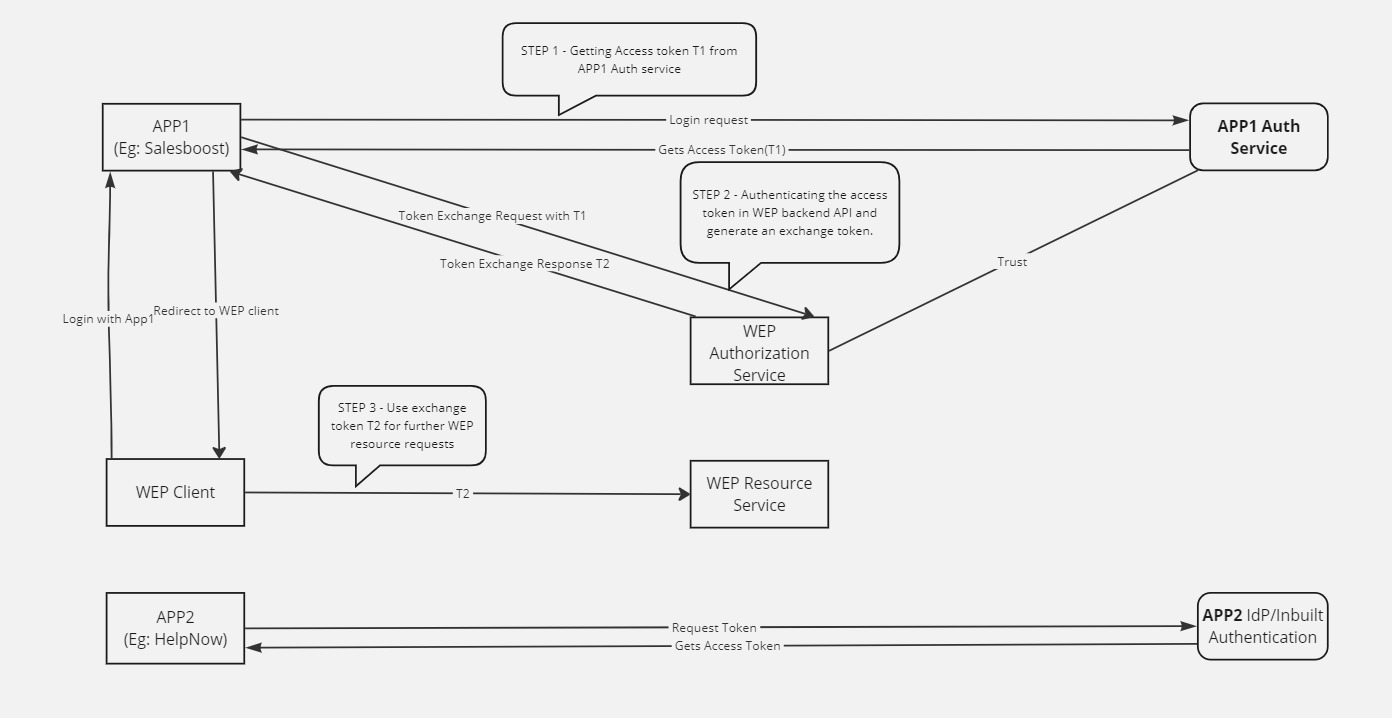 STEP 1 - Getting Access token T1 from
APP1 Auth service
APP1
(Eg: Salesboost)
Login request
APP1 Auth
Service
Gets Access Token(T1)
STEP 2 - Authenticating the access
token in WEP backend API and
generate an exchange token.
Token Exchange Request with T1
Token Exchange Response T2
Trust
Login with App1
Redirect to WEP client
WEP
Authorization
Service
STEP 3 - Use exchange
token T2 for further WEP
resource requests
WEP Client
T2
WEP Resource
Service
APP2
(Eg: HelpNow)
Request Token
Gets Access Token
APP2 IdP/Inbuilt
Authentication